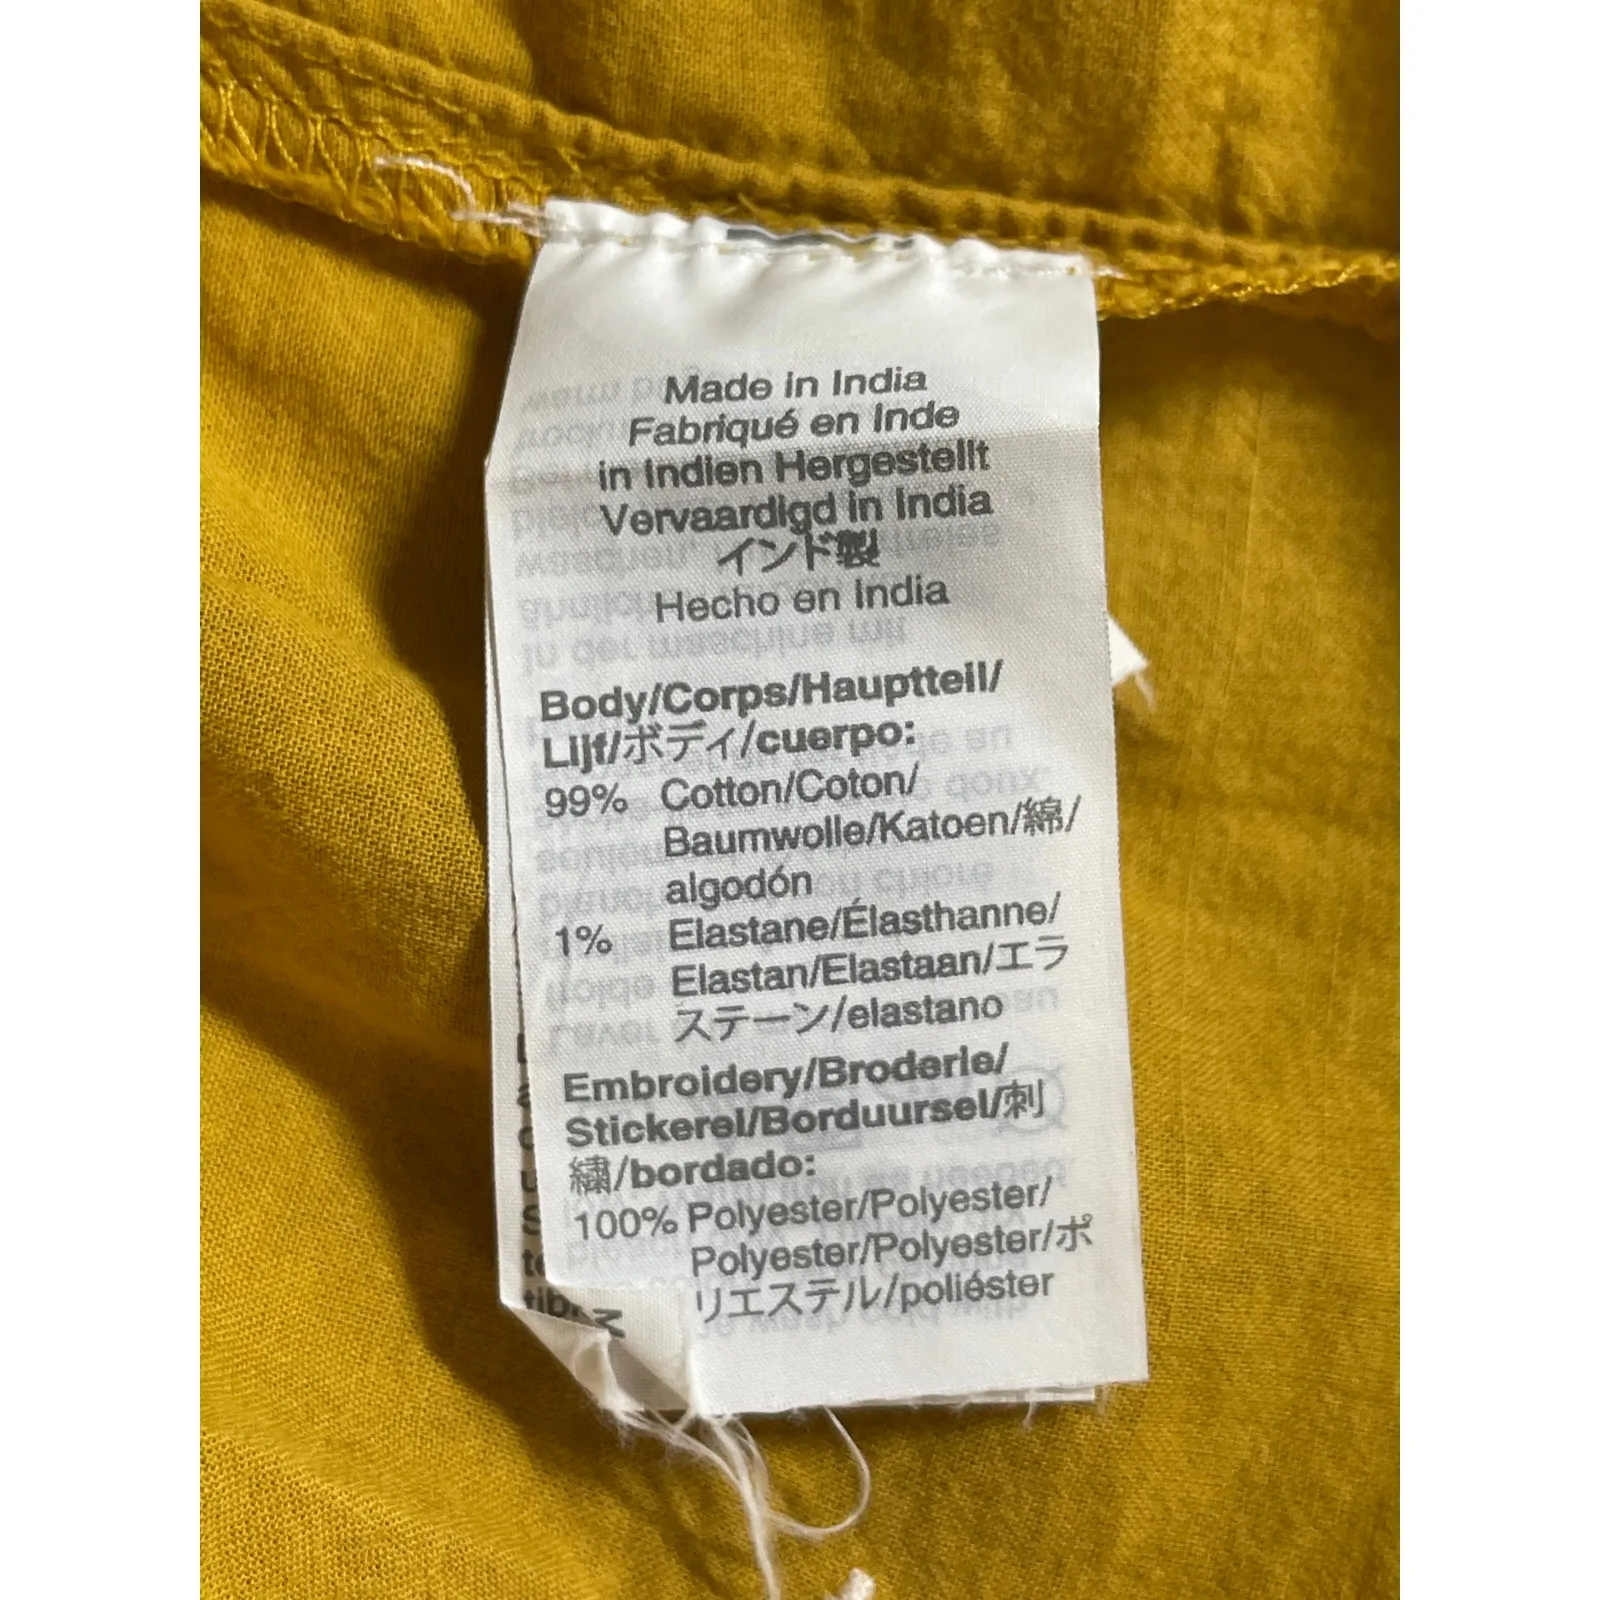 Made in India
Fabriqué en Inde
in Indien Hergestellt
Vervaardigd in India
インド製
Hecho en India
Body/Corps/Hauptteil/
Lijf/ボディ/cuerpo:
99% Cotton/Coton/
Baumwolle/Katoen/綿/
algodón
1% Elastane/Élasthanne/
Elastan/Elastaan/エラ
ステーン/elastano
Embroidery/Broderie/
Stickerei/Borduursel/刺
繍/bordado:
100% Polyester/Polyester/
Polyester/Polyester/ポ
リエステル/poliéster